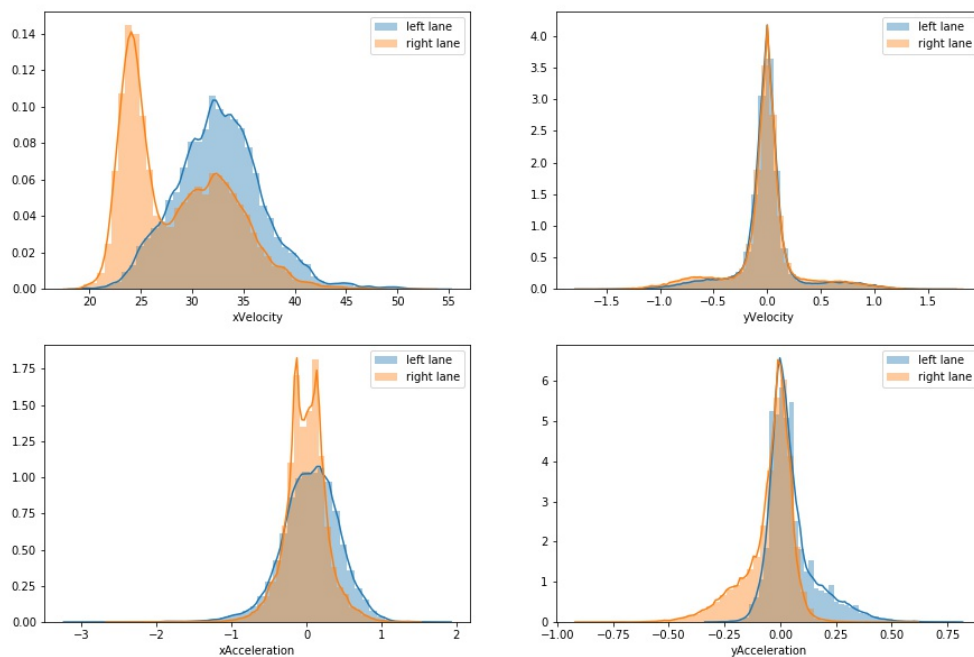 left lane
right lane
0.14
0.12
0.10
0.08
0.06
0.04
0.02
0.00
20 25 30 35 40 45 50 55
xVelocity
left lane
right lane
4.0
3.5
3.0
2.5
2.0
1.5
1.0
0.5
0.0
−1.5 −1.0 −0.5 0.0 0.5 1.0 1.5
yVelocity
left lane
right lane
1.75
1.50
1.25
1.00
0.75
0.50
0.25
0.00
−3 −2 −1 0 1 2
xAcceleration
left lane
right lane
6
5
4
3
2
1
0
−1.00 −0.75 −0.50 −0.25 0.00 0.25 0.50 0.75
yAcceleration